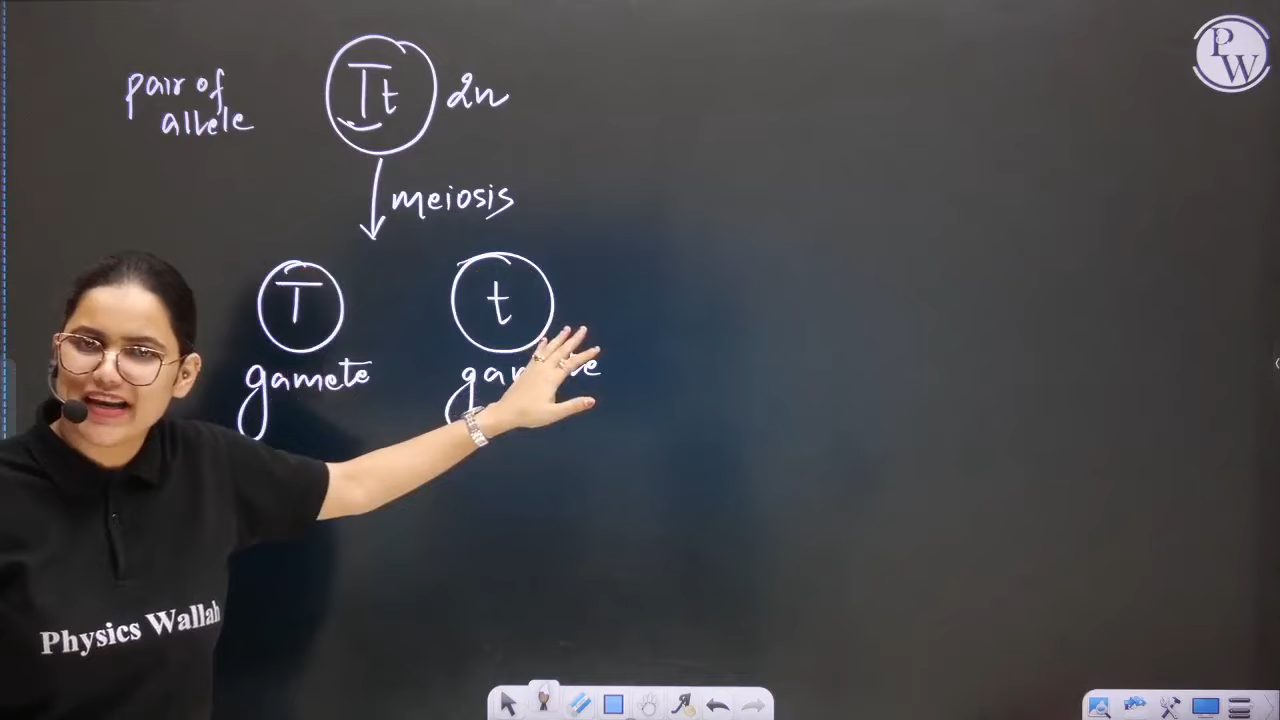 pair of
allele
Tt 2n
meiosis
T t
gamete
PW
Physics Wallah